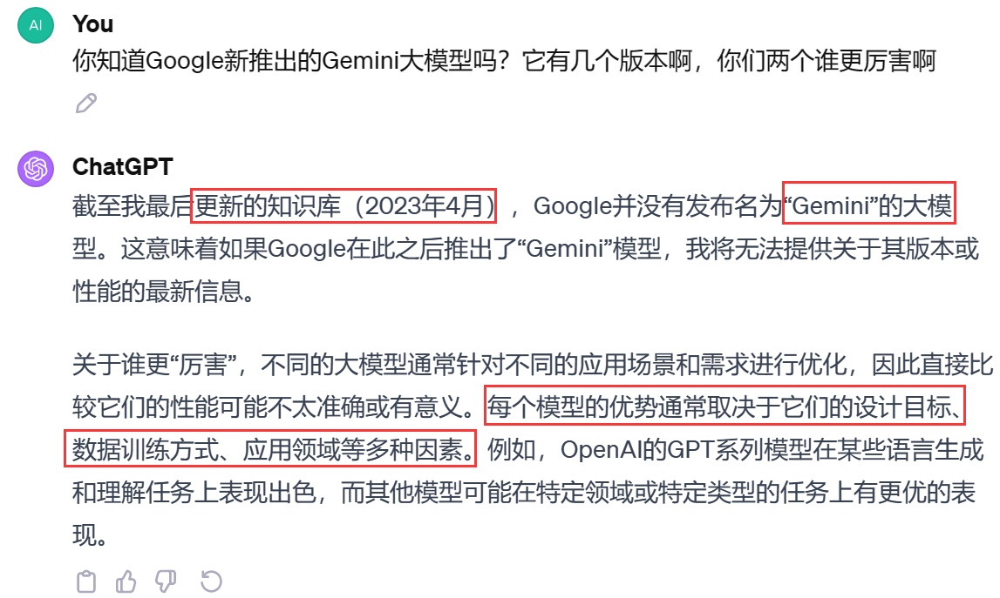 AI
You
你知道Google新推出的Gemini大模型吗？它有几个版本啊，你们两个谁更厉害啊
ChatGPT
截至我最后更新的知识库（2023年4月），Google并没有发布名为“Gemini”的大模
型。这意味着如果Google在此之后推出了“Gemini”模型，我将无法提供关于其版本或
性能的最新信息。
关于谁更“厉害”，不同的大模型通常针对不同的应用场景和需求进行优化，因此直接比
较它们的性能可能不太准确或有意义。每个模型的优势通常取决于它们的设计目标、
数据训练方式、应用领域等多种因素。例如，OpenAI的GPT系列模型在某些语言生成
和理解任务上表现出色，而其他模型可能在特定领域或特定类型的任务上有更优的表
现。